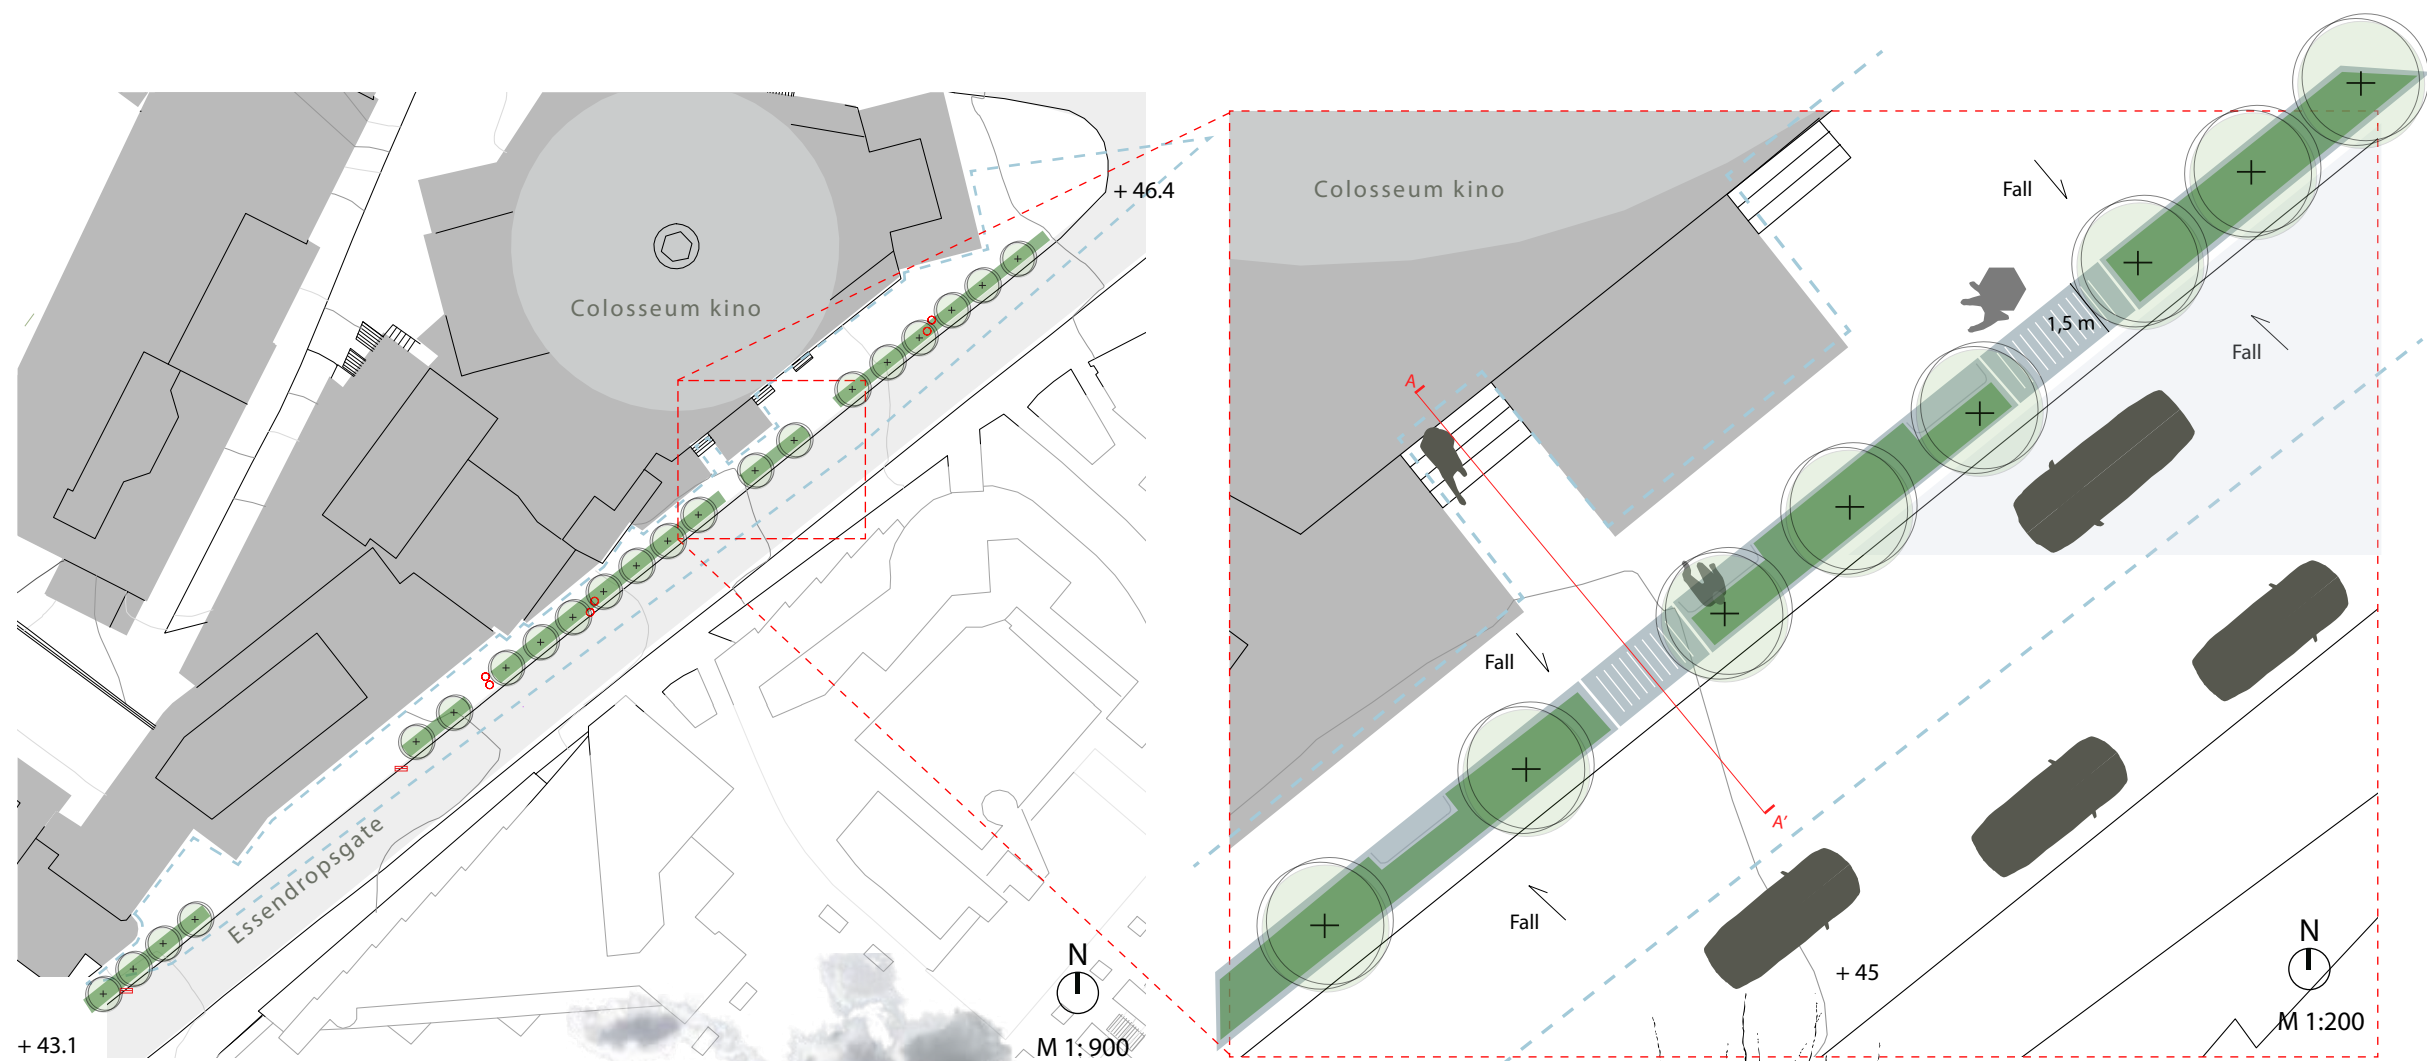 Colosseum kino
+ 46.4
Essendropsgate
+ 43.1
N
M 1: 900
Colosseum kino
Fall
1,5 m
Fall
A
Fall
A'
Fall
+ 45
N
M 1:200